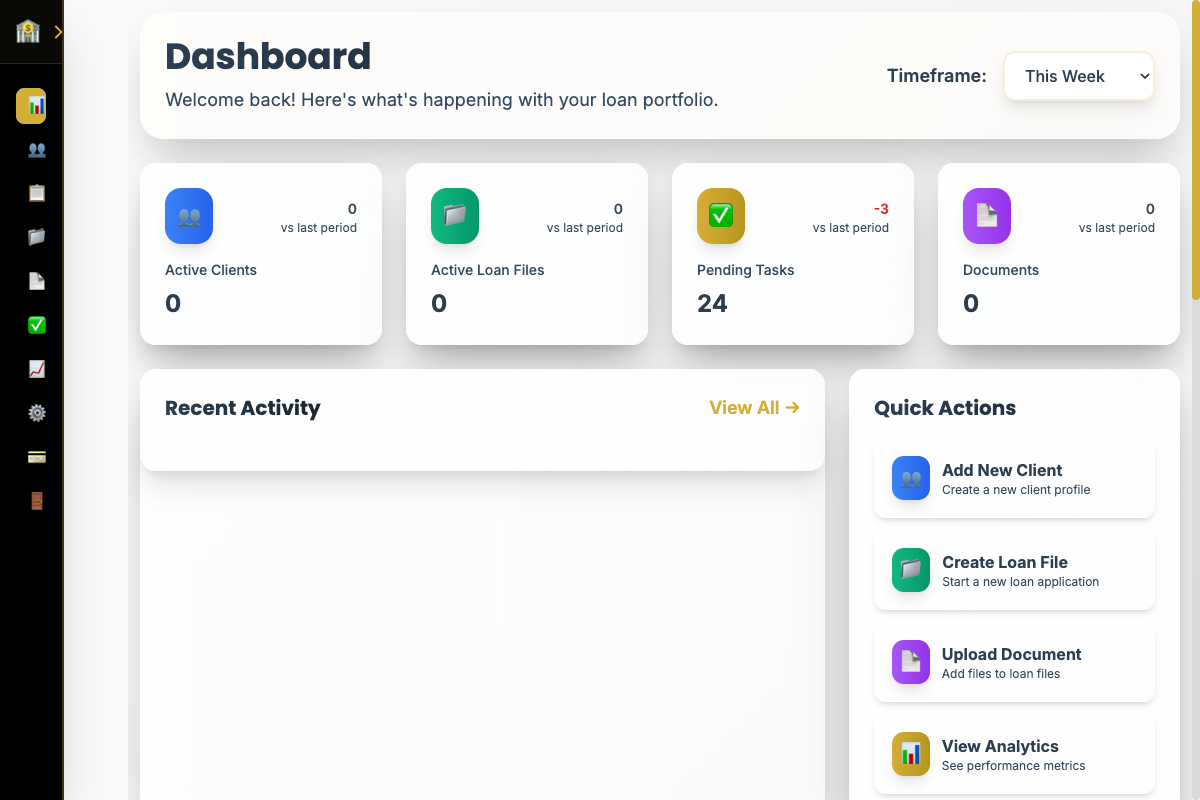 Dashboard
Welcome back! Here's what's happening with your loan portfolio.
Timeframe:
This Week
0
vs last period
Active Clients
0
0
vs last period
Active Loan Files
0
-3
vs last period
Pending Tasks
24
0
vs last period
Documents
0
Recent Activity
View All →
Quick Actions
Add New Client
Create a new client profile
Create Loan File
Start a new loan application
Upload Document
Add files to loan files
View Analytics
See performance metrics